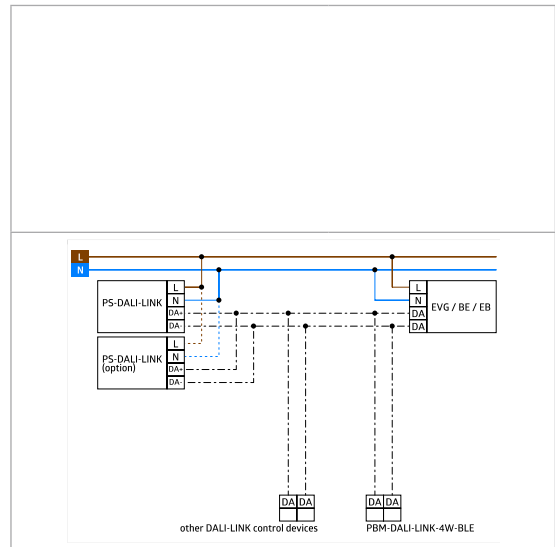 L
N
PS-DALI-LINK
L
N
DA+
DA-
L
N
DA
DA
EVG / BE / EB
PS-DALI-LINK
(option)
L
N
DA+
DA-
DA DA
DA DA
other DALI-LINK control devices
PBM-DALI-LINK-4W-BLE